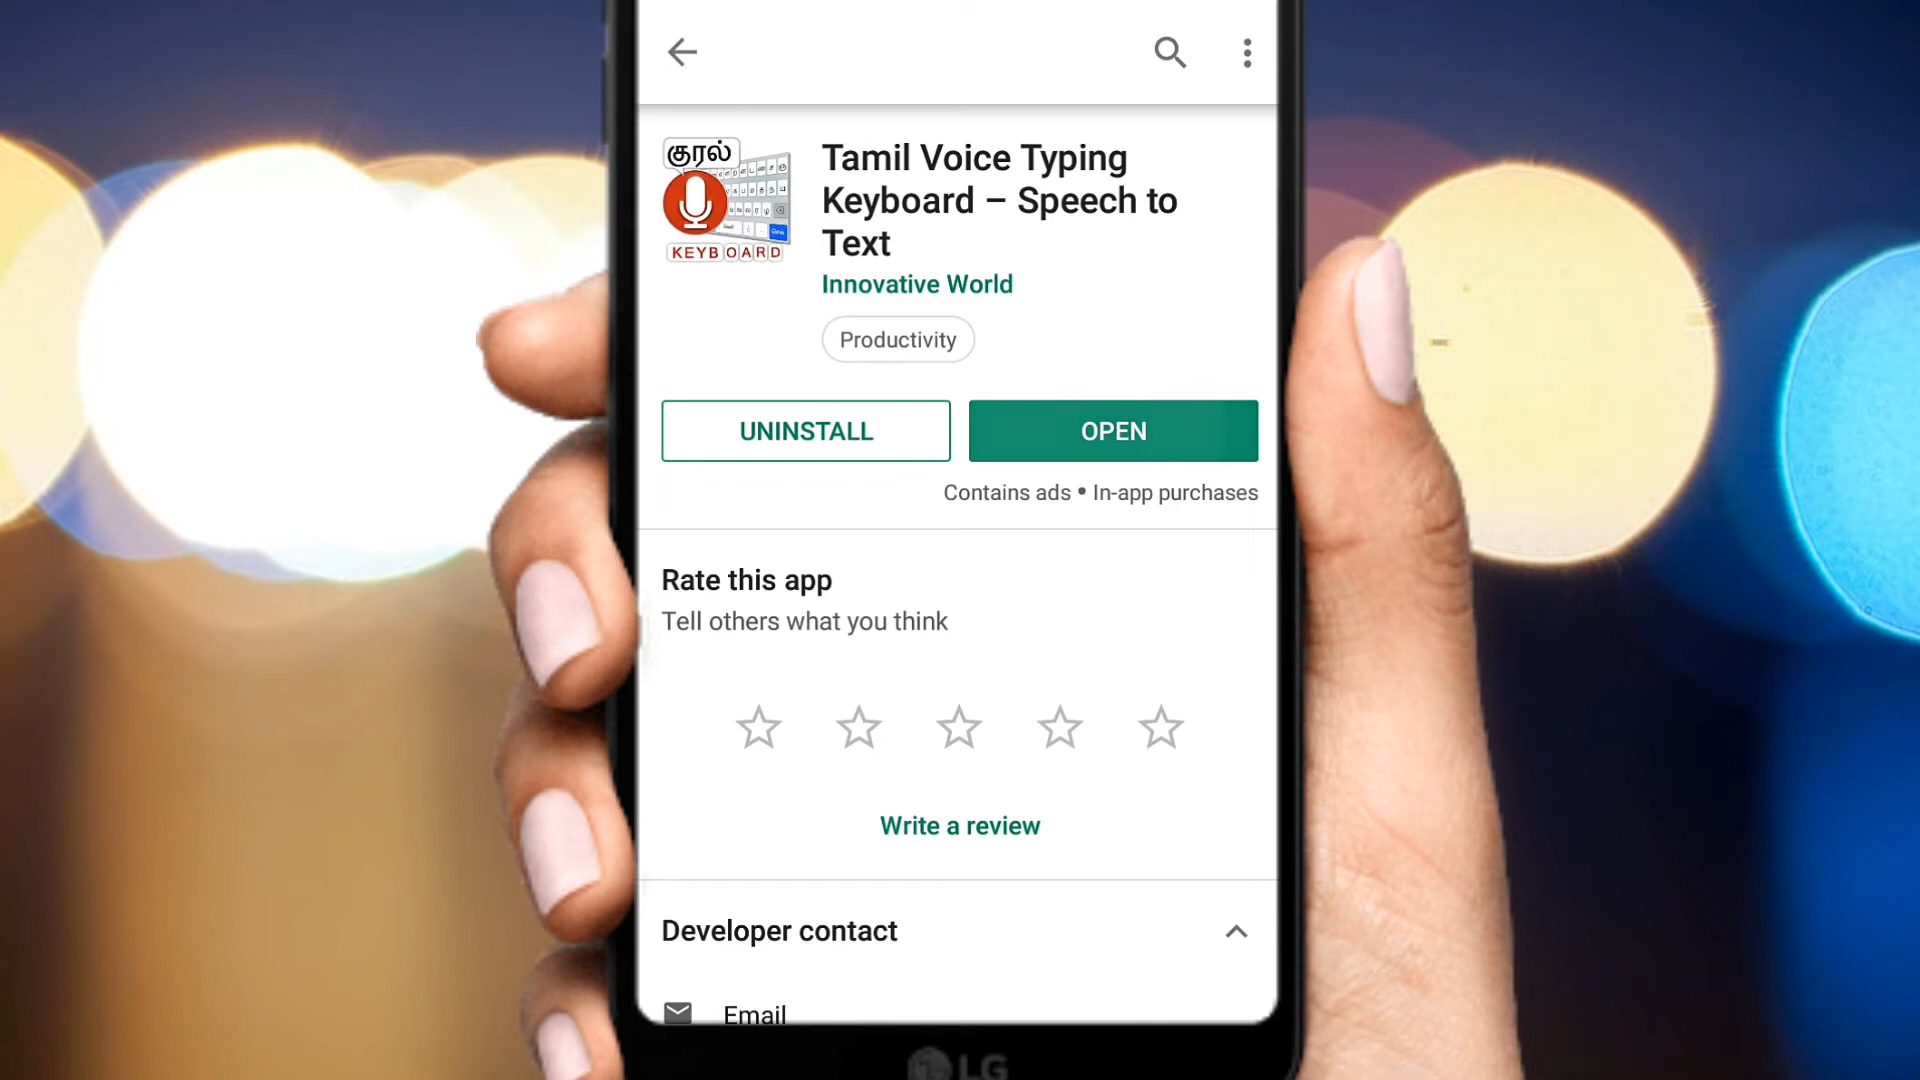 குரல்
KEYBOARD
Tamil Voice Typing
Keyboard – Speech to
Text
Innovative World
Productivity
UNINSTALL
OPEN
Contains ads • In-app purchases
Rate this app
Tell others what you think
Write a review
Developer contact
Email
LG